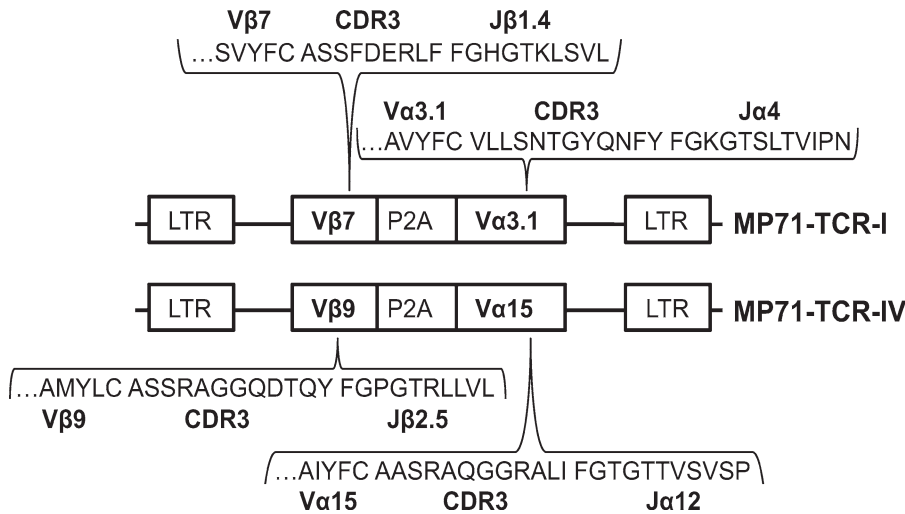 Vβ7 CDR3 Jβ1.4
...SVYFC ASSFDERLF FGHGTKLSVL
Vα3.1 CDR3 Jα4
...AVYFC VLLSNTGYQNFY FGKGTSLTVIPN
LTR Vβ7 P2A Vα3.1 LTR MP71-TCR-I
LTR Vβ9 P2A Vα15 LTR MP71-TCR-IV
...AMYLC ASSRAGGQDTQY FGPGTRLLVL
Vβ9 CDR3 Jβ2.5
...AIYFC AASRAQGGRALI FGTGTTVSVSP
Vα15 CDR3 Jα12